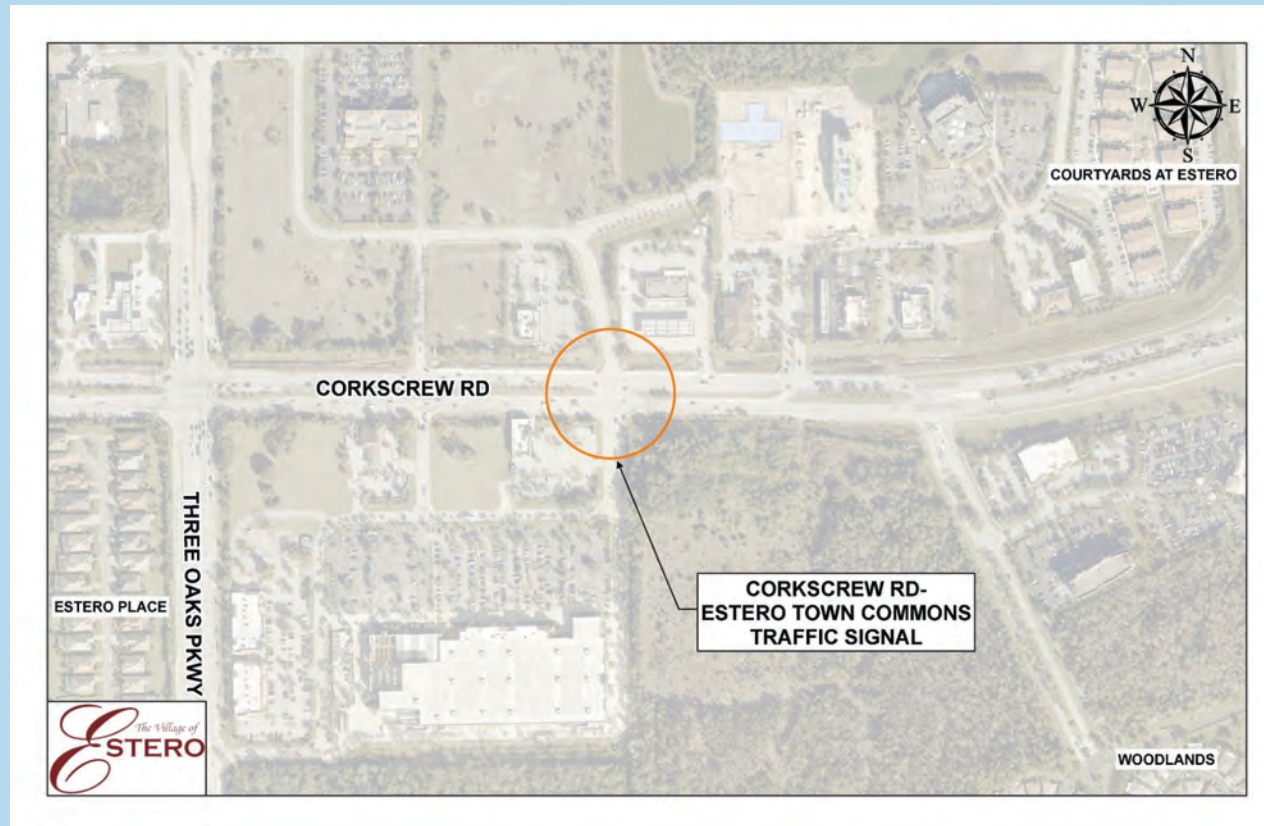 N
W E
S
COURTYARDS AT ESTERO
CORKSCREW RD
THREE OAKS PKWY
ESTERO PLACE
CORKSCREW RD-
ESTERO TOWN COMMONS
TRAFFIC SIGNAL
The Village of
ESTERO
WOODLANDS